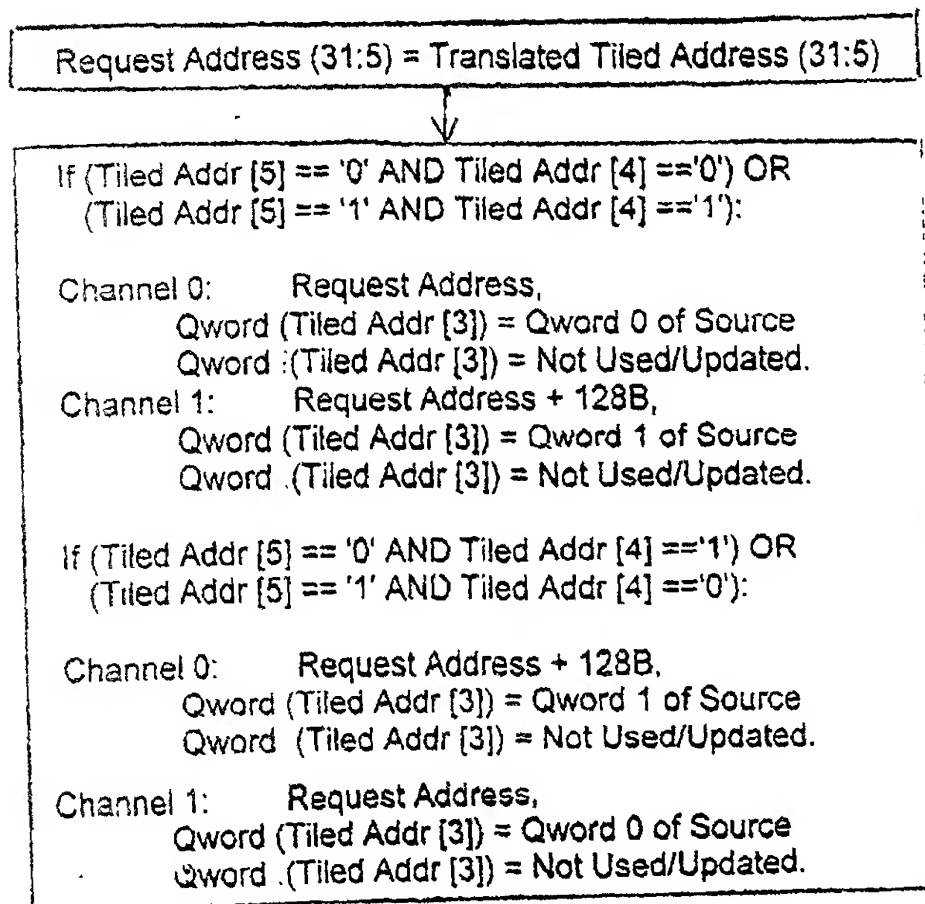 Request Address (31:5) = Translated Tiled Address (31:5)
If (Tiled Addr [5] == '0' AND Tiled Addr [4] =='0') OR
(Tiled Addr [5] == '1' AND Tiled Addr [4] =='1'):
Channel 0: Request Address,
Qword (Tiled Addr [3]) = Qword 0 of Source
Qword :(Tiled Addr [3]) = Not Used/Updated.
Channel 1: Request Address + 128B,
Qword (Tiled Addr [3]) = Qword 1 of Source
Qword .(Tiled Addr [3]) = Not Used/Updated.
If (Tiled Addr [5] == '0' AND Tiled Addr [4] =='1') OR
(Tiled Addr [5] == '1' AND Tiled Addr [4] =='0'):
Channel 0: Request Address + 128B,
Qword (Tiled Addr [3]) = Qword 1 of Source
Qword (Tiled Addr [3]) = Not Used/Updated.
Channel 1: Request Address,
Qword (Tiled Addr [3]) = Qword 0 of Source
Qword .(Tiled Addr [3]) = Not Used/Updated.